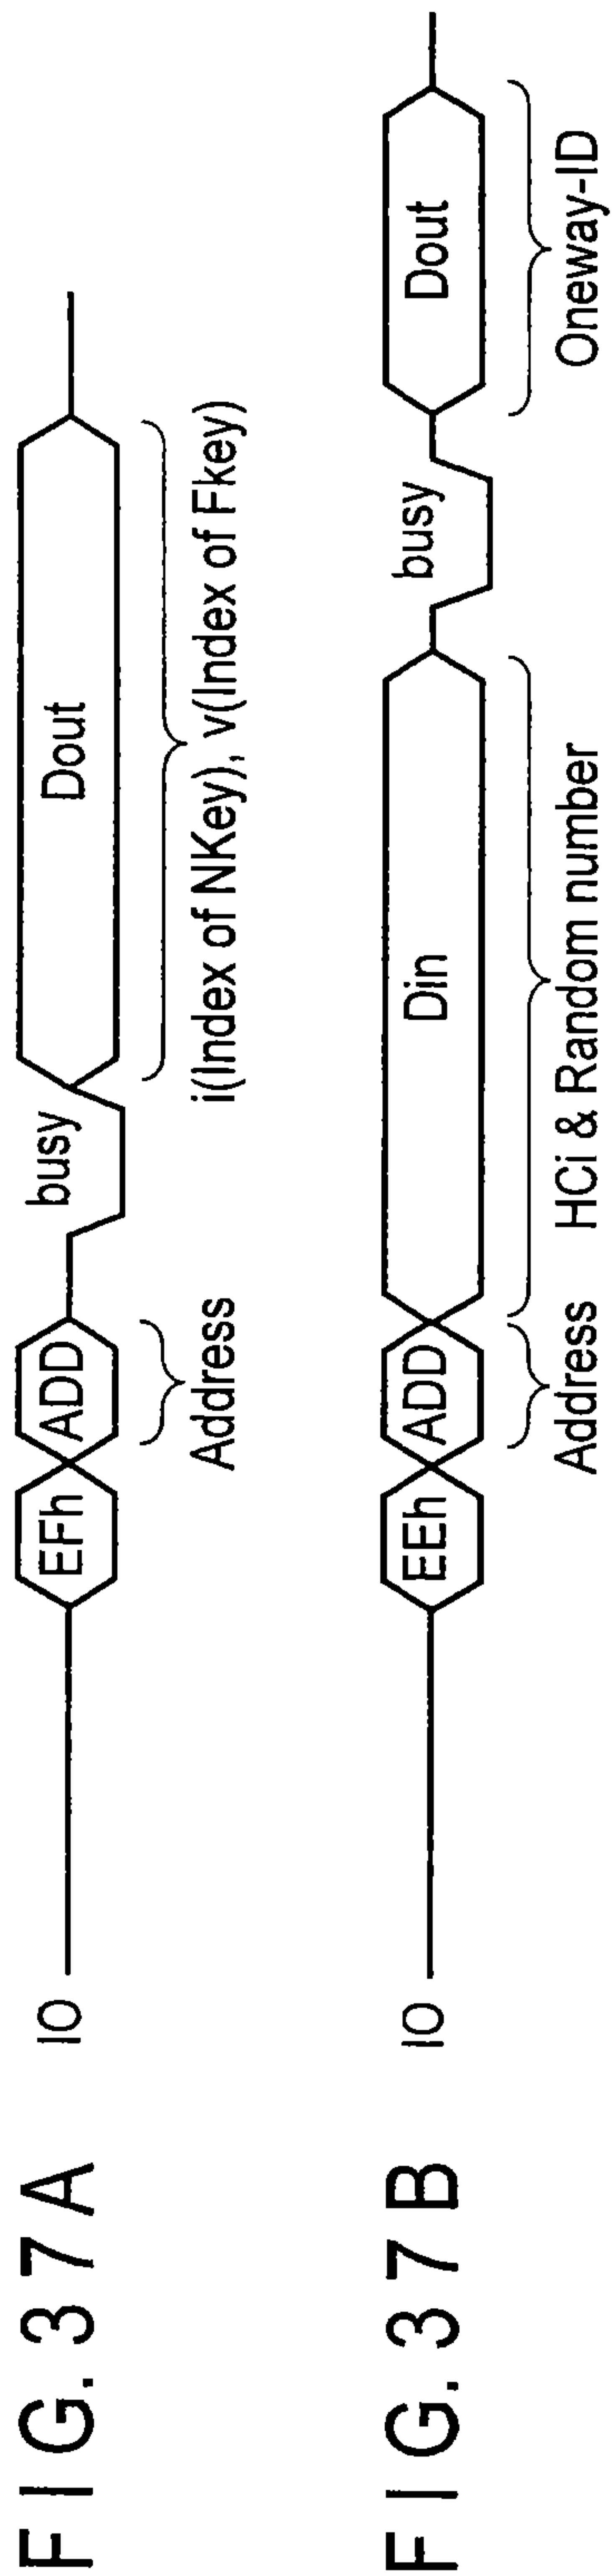 FIG. 37A
IO
EFh
ADD
busy
Dout
Address
i(Index of NKey), v(Index of Fkey)
FIG. 37B
IO
EEh
ADD
Din
busy
Dout
Address
HCi & Random number
Oneway-ID